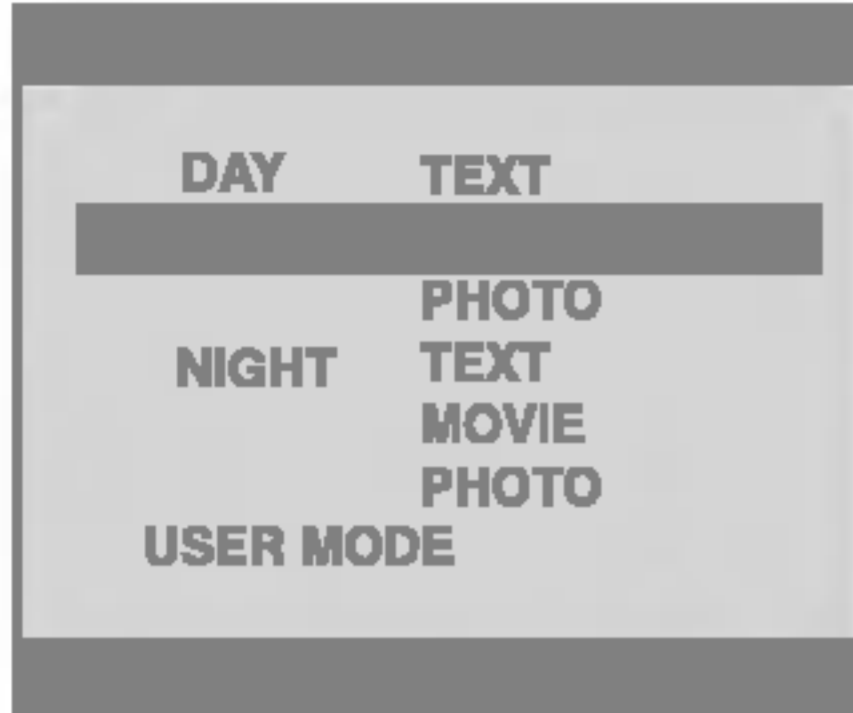 DAY TEXT
PHOTO
NIGHT TEXT
MOVIE
PHOTO
USER MODE